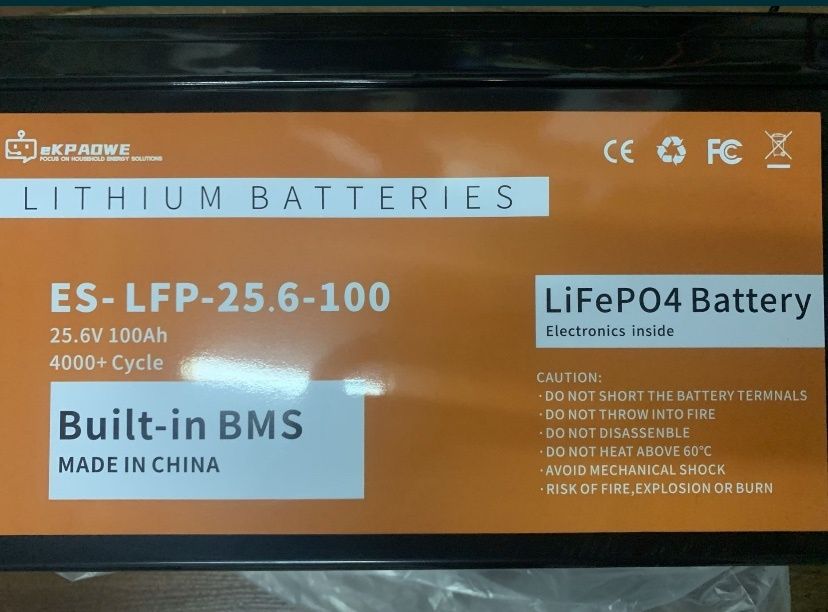 eKPAOWE
FOCUS ON HOUSEHOLD ENERGY SOLUTIONS
CE FC
LITHIUM BATTERIES
ES- LFP-25.6-100
25.6V 100Ah
4000+ Cycle
Built-in BMS
MADE IN CHINA
LiFePO4 Battery
Electronics inside
CAUTION:
·DO NOT SHORT THE BATTERY TERMNALS
·DO NOT THROW INTO FIRE
·DO NOT DISASSENBLE
·DO NOT HEAT ABOVE 60℃
·AVOID MECHANICAL SHOCK
·RISK OF FIRE,EXPLOSION OR BURN